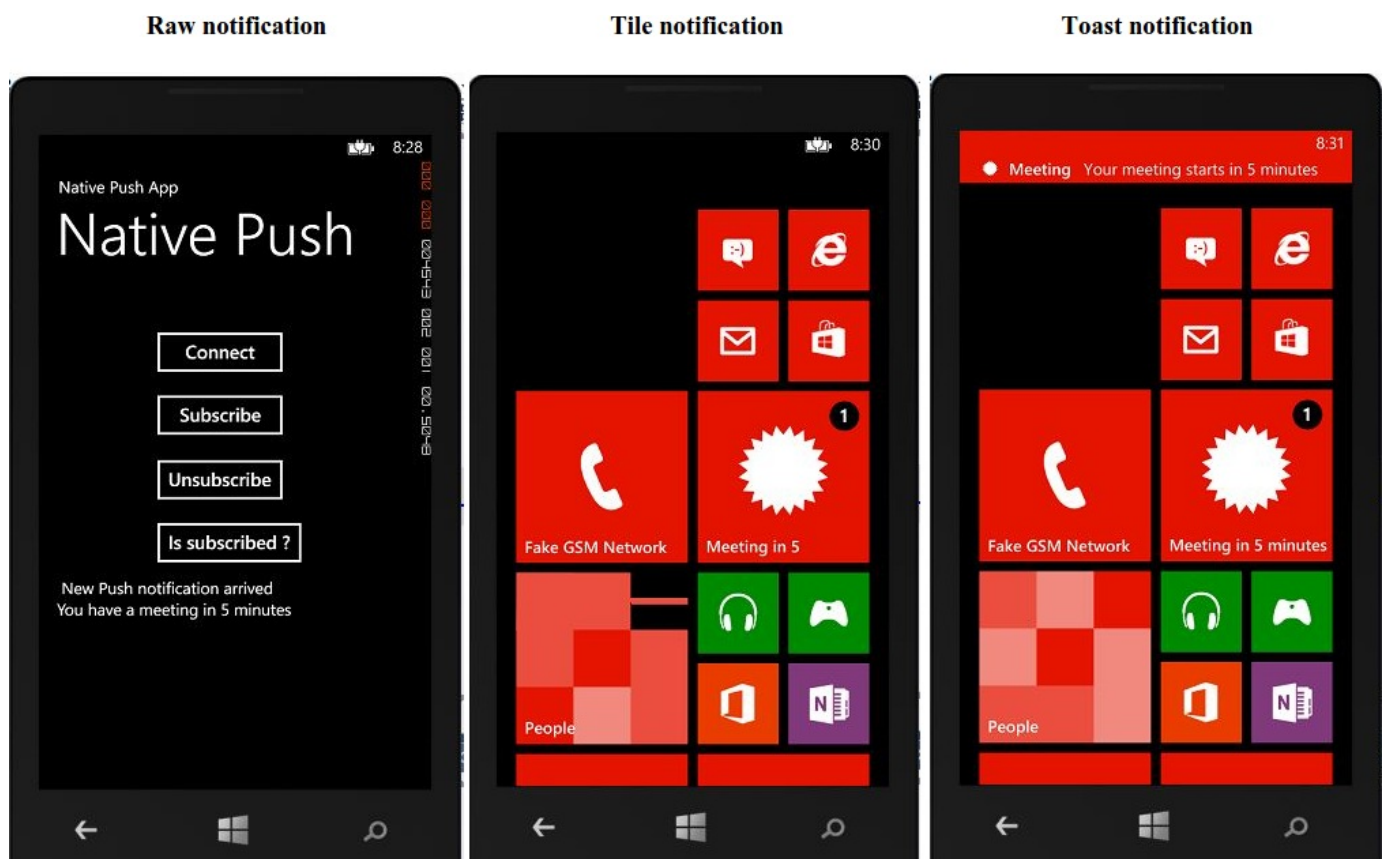 Raw notification
Tile notification
Toast notification
8:28
Native Push App
Native Push
Connect
Subscribe
Unsubscribe
Is subscribed ?
New Push notification arrived
You have a meeting in 5 minutes
8:30
1
Fake GSM Network
Meeting in 5
People
N
8:31
Meeting Your meeting starts in 5 minutes
1
Fake GSM Network
Meeting in 5 minutes
People
N